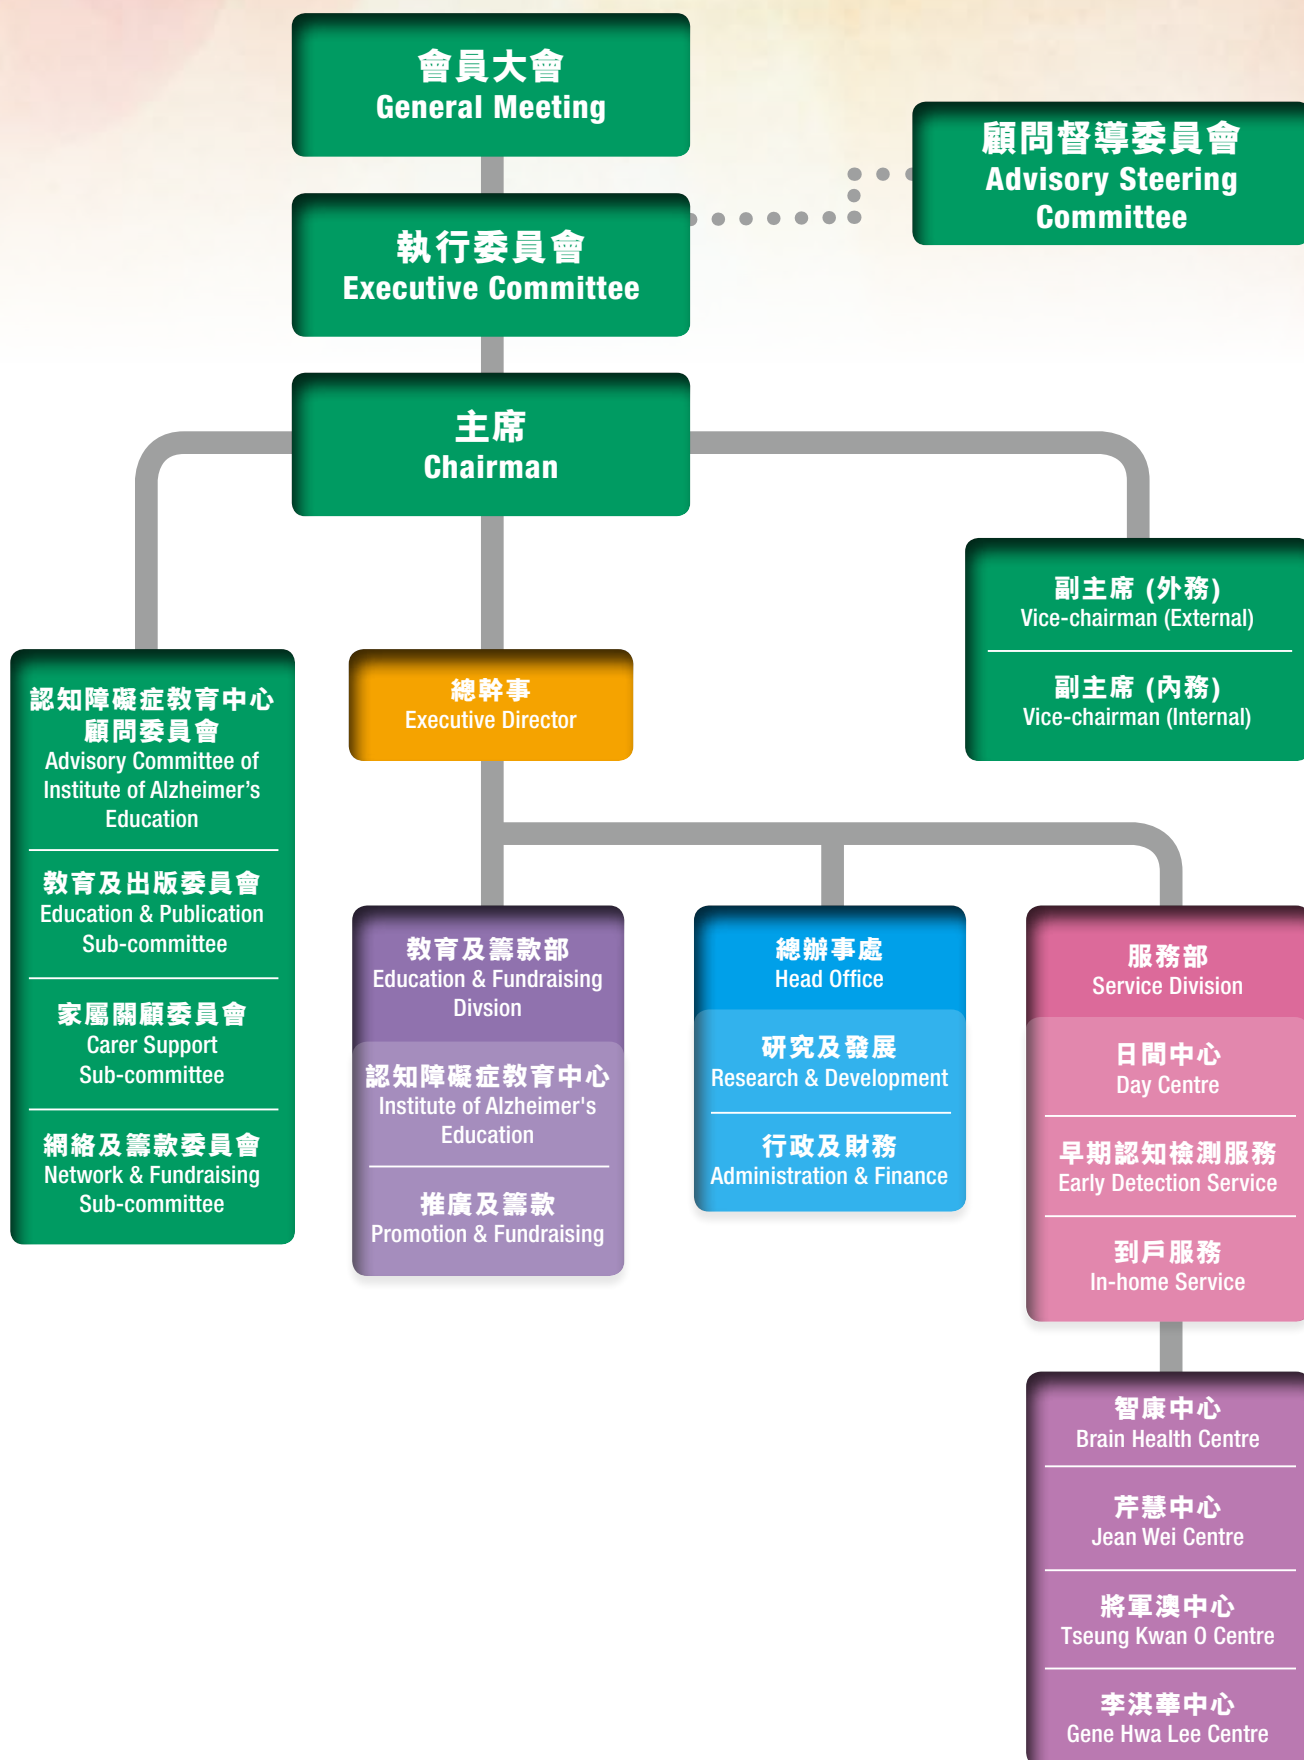 會員大會
General Meeting
顧問督導委員會
Advisory Steering
Committee
執行委員會
Executive Committee
主席
Chairman
副主席 (外務)
Vice-chairman (External)
副主席 (內務)
Vice-chairman (Internal)
認知障礙症教育中心
顧問委員會
Advisory Committee of
Institute of Alzheimer’s
Education
教育及出版委員會
Education & Publication
Sub-committee
家屬關顧委員會
Carer Support
Sub-committee
網絡及籌款委員會
Network & Fundraising
Sub-committee
總幹事
Executive Director
教育及籌款部
Education & Fundraising
Divsion
認知障礙症教育中心
Institute of Alzheimer's
Education
推廣及籌款
Promotion & Fundraising
總辦事處
Head Office
研究及發展
Research & Development
行政及財務
Administration & Finance
服務部
Service Division
日間中心
Day Centre
早期認知檢測服務
Early Detection Service
到戶服務
In-home Service
智康中心
Brain Health Centre
芹慧中心
Jean Wei Centre
將軍澳中心
Tseung Kwan O Centre
李淇華中心
Gene Hwa Lee Centre